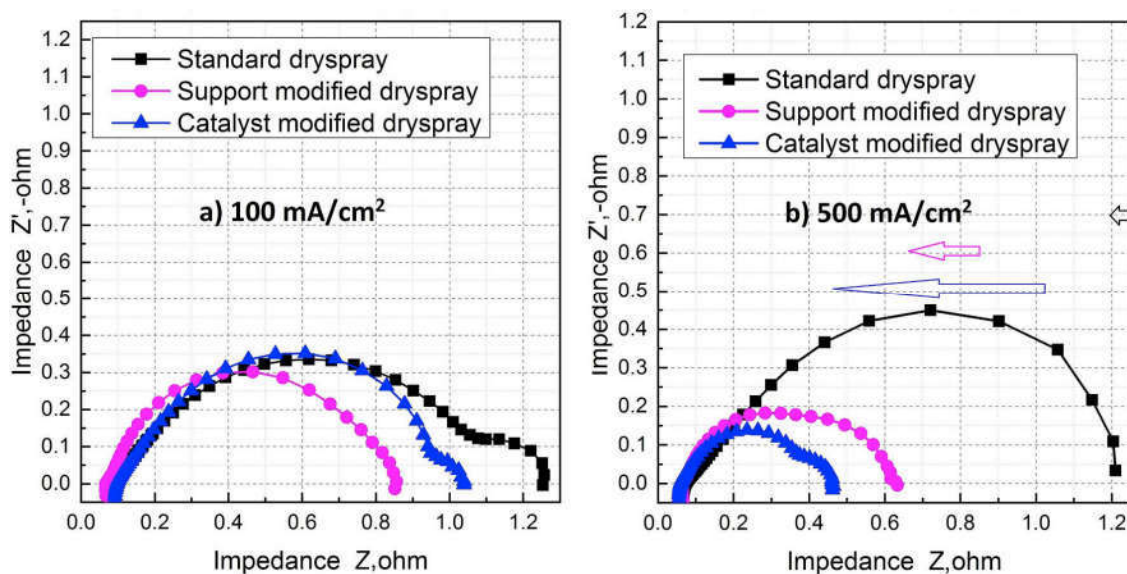 1.2
1.1
1.0
0.9
0.8
0.7
0.6
0.5
0.4
0.3
0.2
0.1
0.0
Impedance Z',-ohm
Standard dryspray
Support modified dryspray
Catalyst modified dryspray
a) 100 mA/cm²
0.0 0.2 0.4 0.6 0.8 1.0 1.2
Impedance Z,ohm
1.2
1.1
1.0
0.9
0.8
0.7
0.6
0.5
0.4
0.3
0.2
0.1
0.0
Impedance Z',-ohm
Standard dryspray
Support modified dryspray
Catalyst modified dryspray
b) 500 mA/cm²
0.0 0.2 0.4 0.6 0.8 1.0 1.2
Impedance Z,ohm